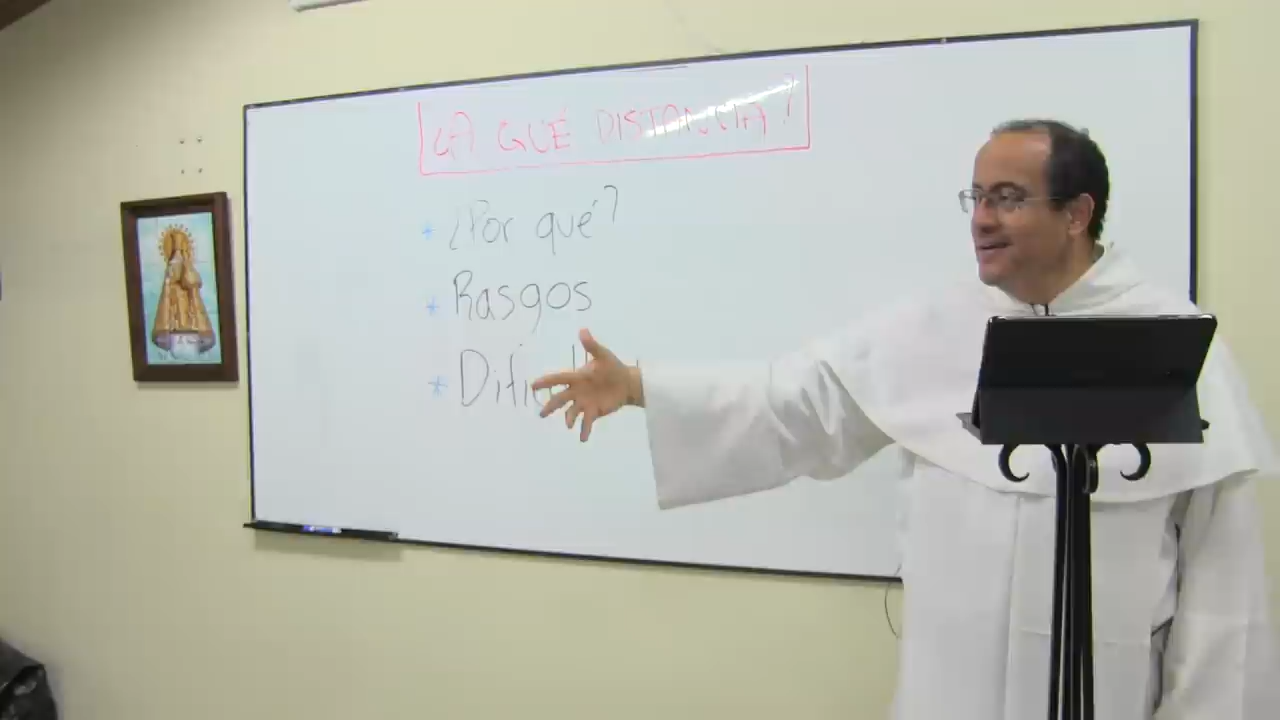 ¿A QUÉ DISTANCIA?
* ¿Por qué?
* Rasgos
*